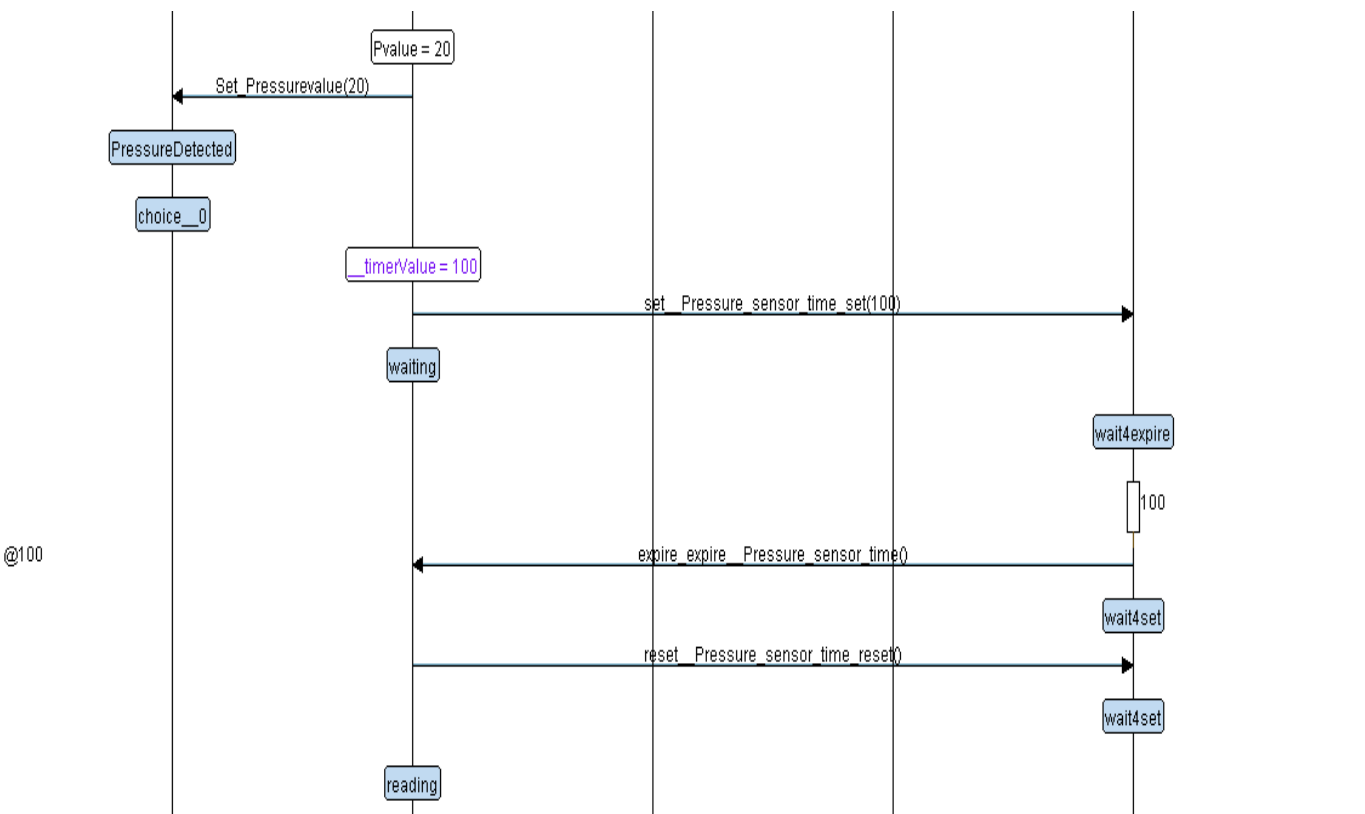 Pvalue = 20
Set_Pressurevalue(20)
PressureDetected
choice__0
__timerValue = 100
set__Pressure_sensor_time_set(100)
waiting
wait4expire
100
@100
expire_expire__Pressure_sensor_time()
wait4set
reset__Pressure_sensor_time_reset()
wait4set
reading